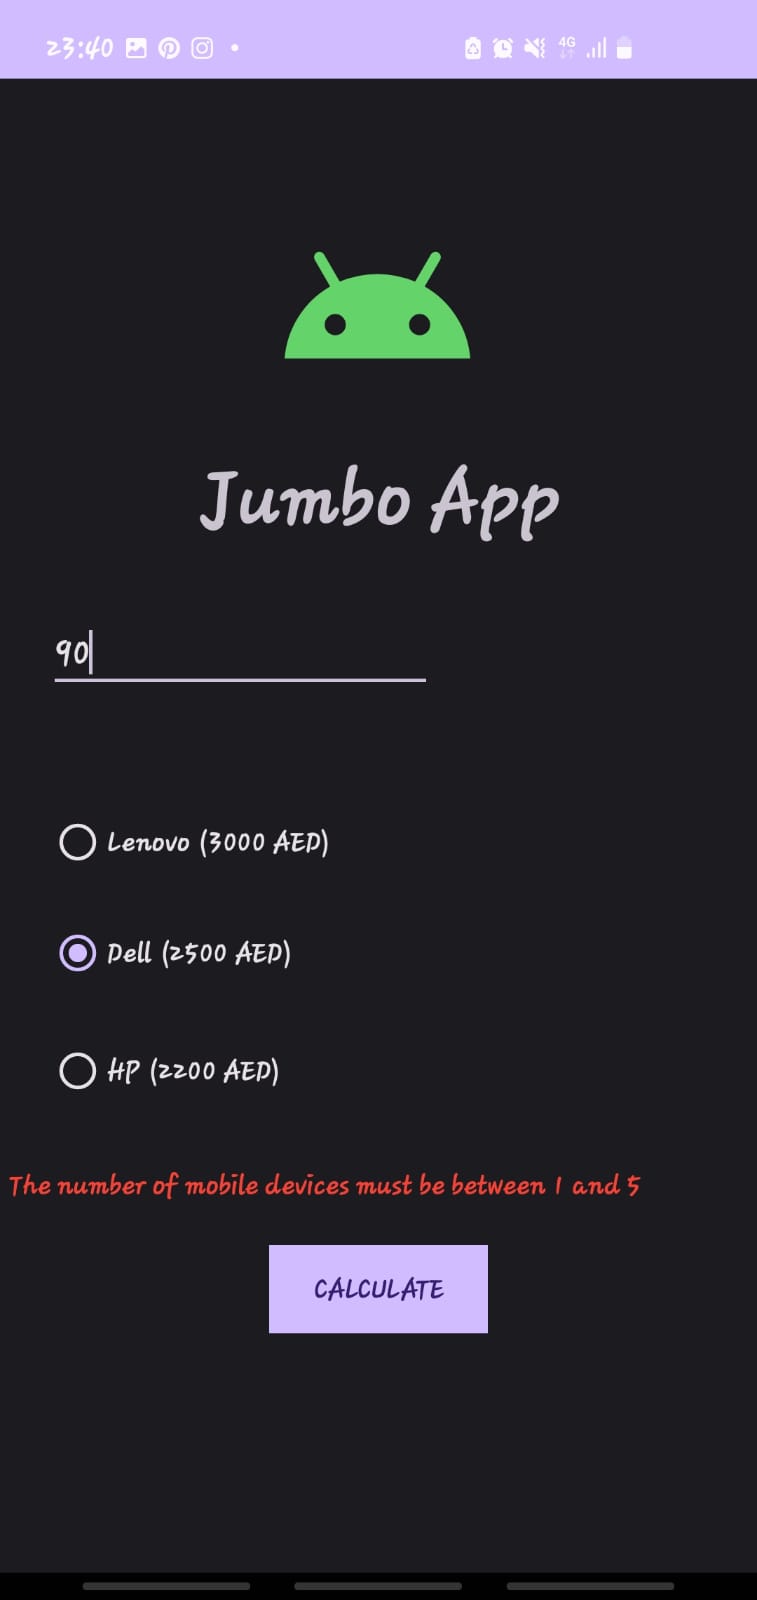 23:40
4G
Jumbo App
90
Lenovo (3000 AED)
Dell (2500 AED)
HP (2200 AED)
The number of mobile devices must be between 1 and 5
CALCULATE